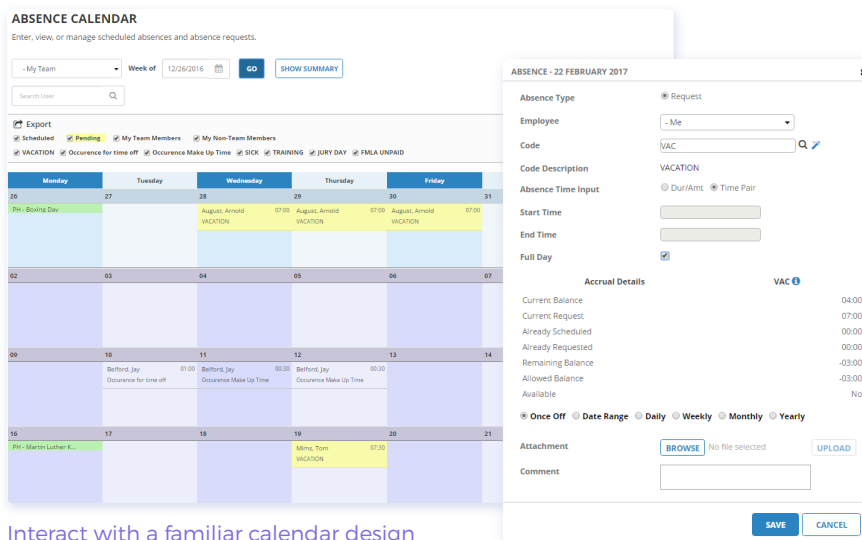 ABSENCE CALENDAR
Enter, view, or manage scheduled absences and absence requests.
- My Team Week of 12/26/2016 GO SHOW SUMMARY
Search User
Export
Scheduled Pending My Team Members My Non-Team Members
VACATION Occurence for time off Occurence Make Up Time SICK TRAINING JURY DAY FMLA UNPAID
Monday Tuesday Wednesday Thursday Friday
26 27 28 29 30 31
PH - Boxing Day August, Arnold 07:00 August, Arnold 07:00 August, Arnold 07:00
VACATION VACATION VACATION
02 03 04 05 06 07
09 10 11 12 13 14
Belford, Jay 01:00 Belford, Jay 00:30 Belford, Jay 00:30
Occurence for time off Occurence Make Up Time Occurence Make Up Time
16 17 18 19 20 21
PH - Martin Luther K... Mims, Tom 07:30
VACATION
Interact with a familiar calendar design
ABSENCE - 22 FEBRUARY 2017
Absence Type Request
Employee - Me
Code VAC
Code Description VACATION
Absence Time Input Dur/Amt Time Pair
Start Time
End Time
Full Day
Accrual Details VAC
Current Balance 04:00
Current Request 07:00
Already Scheduled 00:00
Already Requested 00:00
Remaining Balance -03:00
Allowed Balance -03:00
Available No
Once Off Date Range Daily Weekly Monthly Yearly
Attachment BROWSE No file selected UPLOAD
Comment
SAVE CANCEL